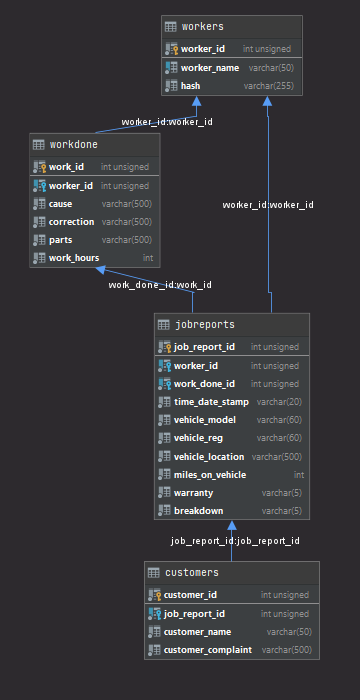 workers
worker_id int unsigned
worker_name varchar(50)
hash varchar(255)
worker_id:worker_id
workdone
work_id int unsigned
worker_id int unsigned
cause varchar(500)
correction varchar(500)
parts varchar(500)
work_hours int
worker_id:worker_id
work_done_id:work_id
jobreports
job_report_id int unsigned
worker_id int unsigned
work_done_id int unsigned
time_date_stamp varchar(20)
vehicle_model varchar(60)
vehicle_reg varchar(60)
vehicle_location varchar(500)
miles_on_vehicle int
warranty varchar(5)
breakdown varchar(5)
job_report_id:job_report_id
customers
customer_id int unsigned
job_report_id int unsigned
customer_name varchar(50)
customer_complaint varchar(500)